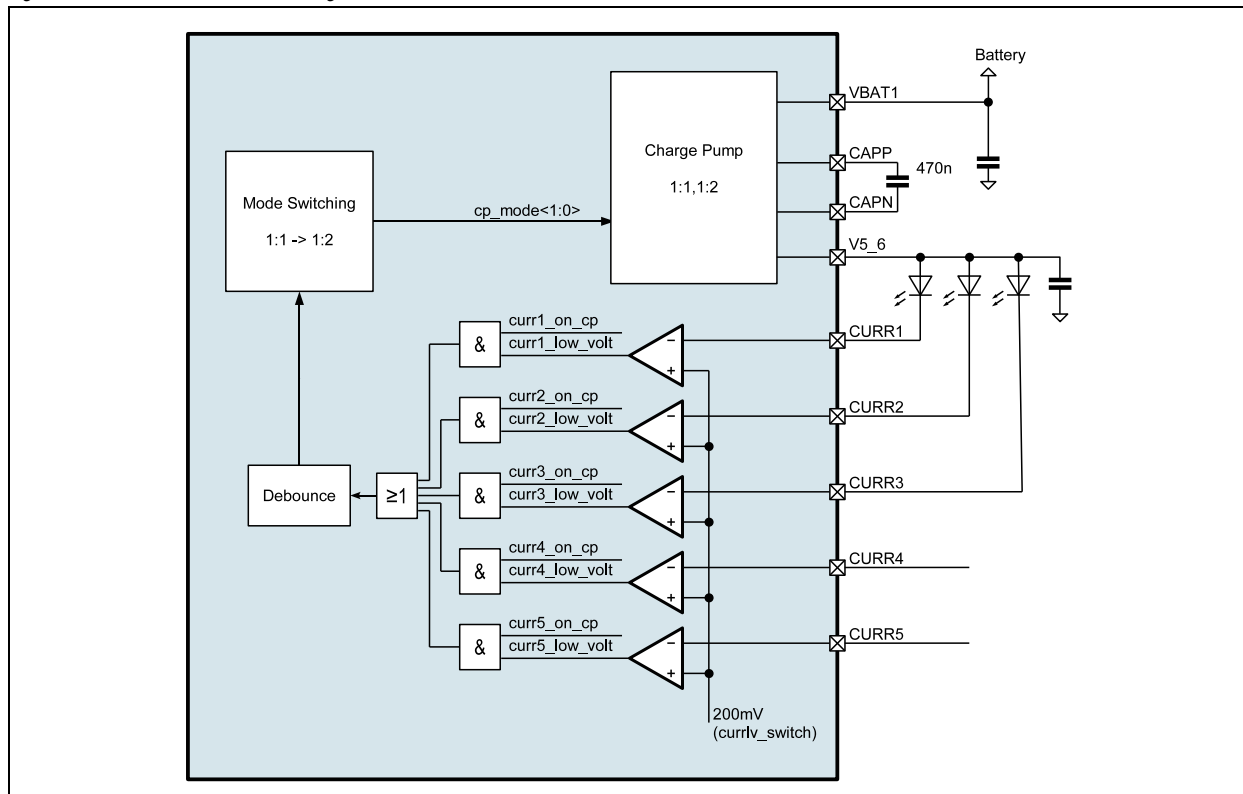 Battery
VBAT1
Charge Pump
1:1,1:2
CAPP
470n
CAPN
Mode Switching
1:1 -> 1:2
cp_mode<1:0>
V5_6
curr1_on_cp
curr1_low_volt
&
−
+
CURR1
curr2_on_cp
curr2_low_volt
&
−
+
CURR2
curr3_on_cp
curr3_low_volt
&
−
+
CURR3
Debounce
≥1
curr4_on_cp
curr4_low_volt
&
−
+
CURR4
curr5_on_cp
curr5_low_volt
&
−
+
CURR5
200mV
(currlv_switch)